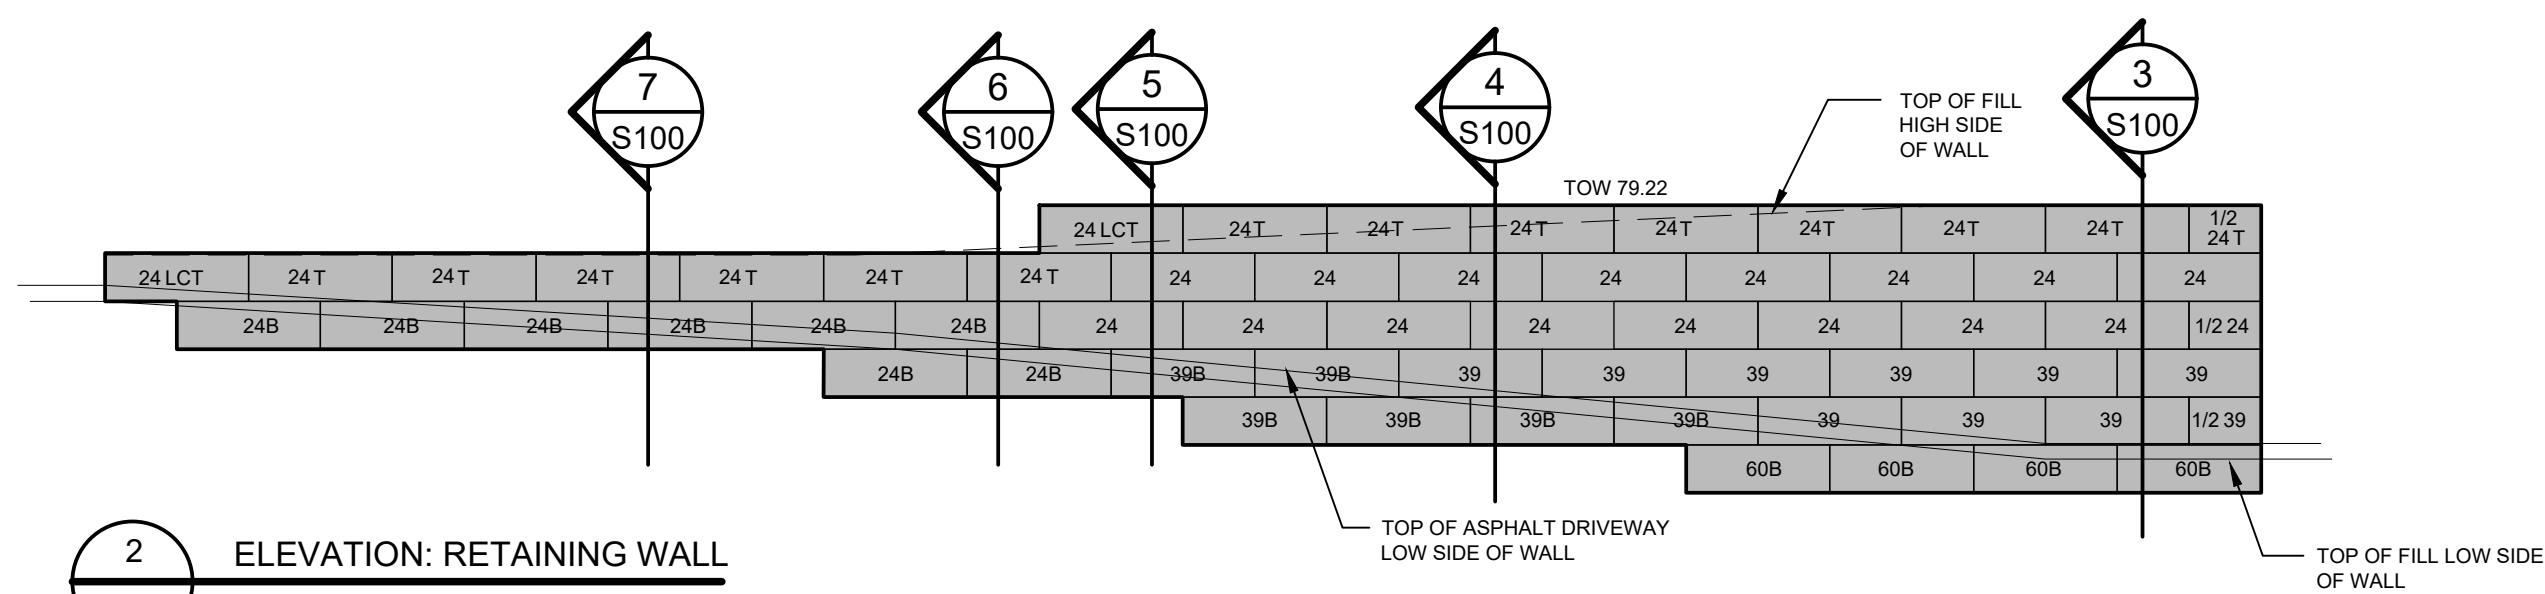 7
S100
6
S100
5
S100
4
S100
3
S100
TOP OF FILL
HIGH SIDE
OF WALL
TOW 79.22
24 LCT 24T 24T 24T 24T 24T 24T 24T 1/2
24 T
24 LCT 24 T 24 T 24 T 24 T 24 T 24 T 24 24 24 24 24 24 24 24
24B 24B 24B 24B 24B 24B 24 24 24 24 24 24 24 24 1/2 24
24B 24B 39B 39B 39 39 39 39 39 39
39B 39B 39B 39B 39 39 39 1/2 39
60B 60B 60B 60B
TOP OF ASPHALT DRIVEWAY
LOW SIDE OF WALL
TOP OF FILL LOW SIDE
OF WALL
2
ELEVATION: RETAINING WALL